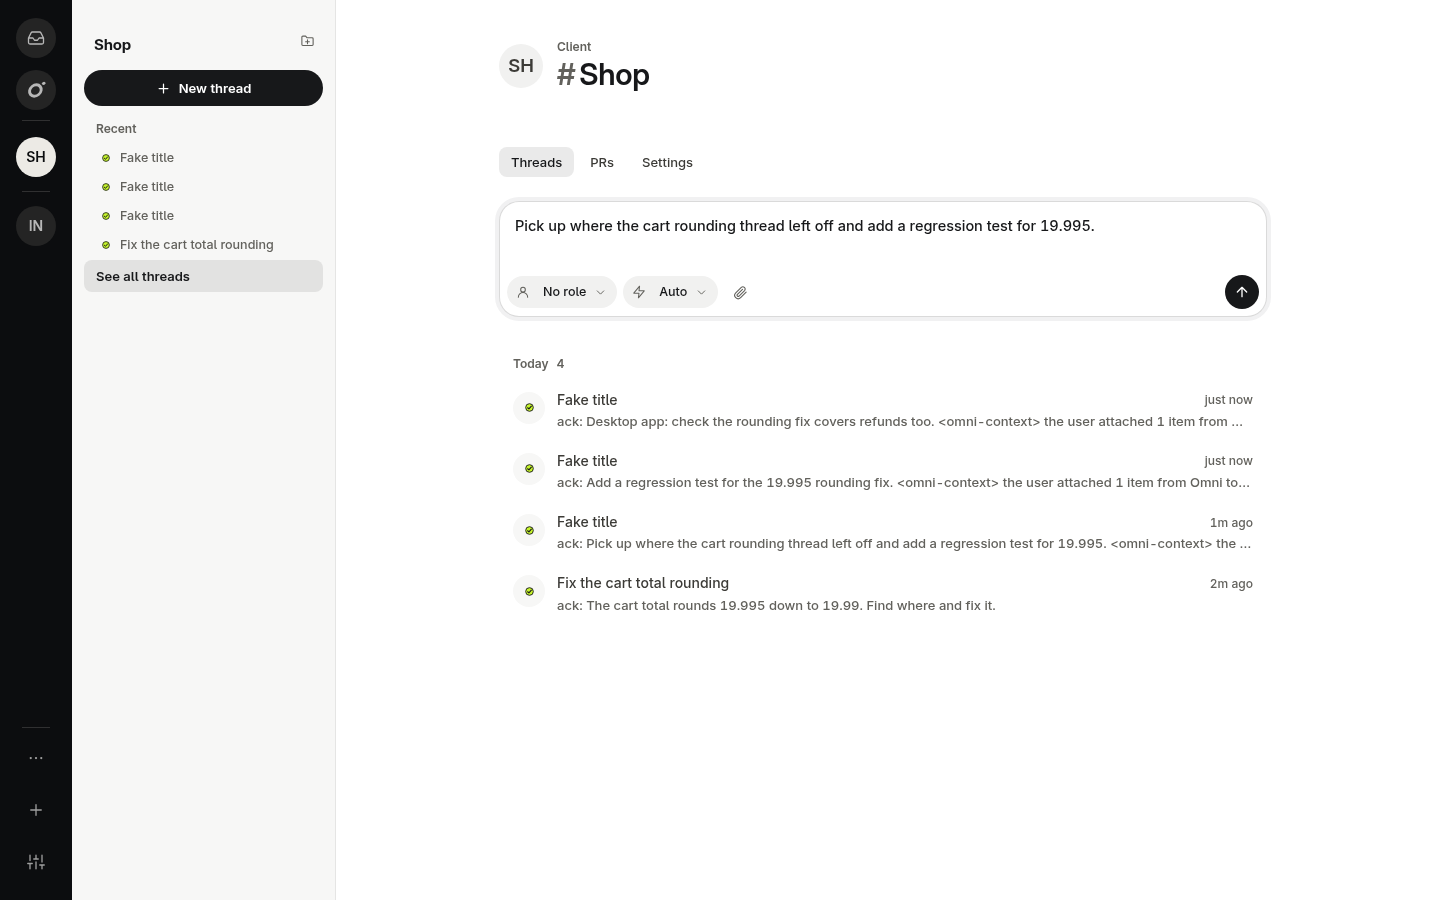 Shop
New thread
Recent
SH
Fake title
Fake title
Fake title
IN
Fix the cart total rounding
See all threads
SH
Client
#Shop
Threads
PRs
Settings
Pick up where the cart rounding thread left off and add a regression test for 19.995.
No role
Auto
Today 4
Fake title
just now
ack: Desktop app: check the rounding fix covers refunds too. <omni-context> the user attached 1 item from ...
Fake title
just now
ack: Add a regression test for the 19.995 rounding fix. <omni-context> the user attached 1 item from Omni to...
Fake title
1m ago
ack: Pick up where the cart rounding thread left off and add a regression test for 19.995. <omni-context> the ...
Fix the cart total rounding
2m ago
ack: The cart total rounds 19.995 down to 19.99. Find where and fix it.